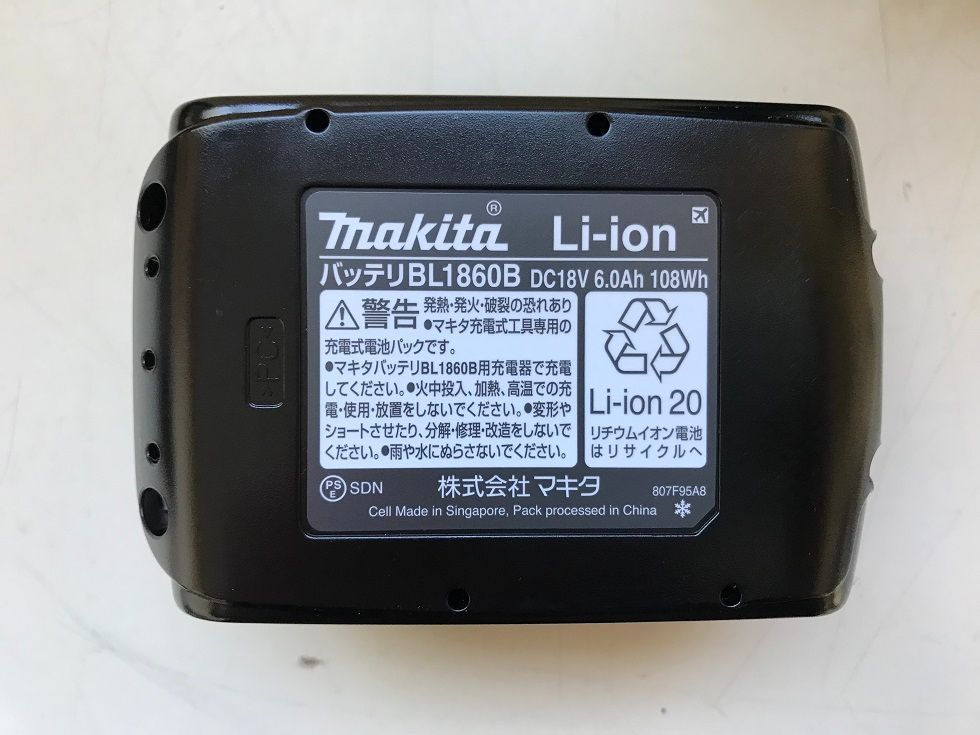 makita® Li-ion
バッテリBL1860B DC18V 6.0Ah 108Wh
警告 発熱・発火・破裂の恐れあり
●マキタ充電式工具専用の
充電式電池パックです。
●マキタバッテリBL1860B用充電器で充電
してください。●火中投入、加熱、高温での充
電・使用・放置をしないでください。●変形や
ショートさせたり、分解・修理・改造をしないで
ください。●雨や水にぬらさないでください。
Li-ion 20
リチウムイオン電池
はリサイクルへ
PS
E
SDN
株式会社 マキタ
807F95A8
Cell Made in Singapore, Pack processed in China
>PC<